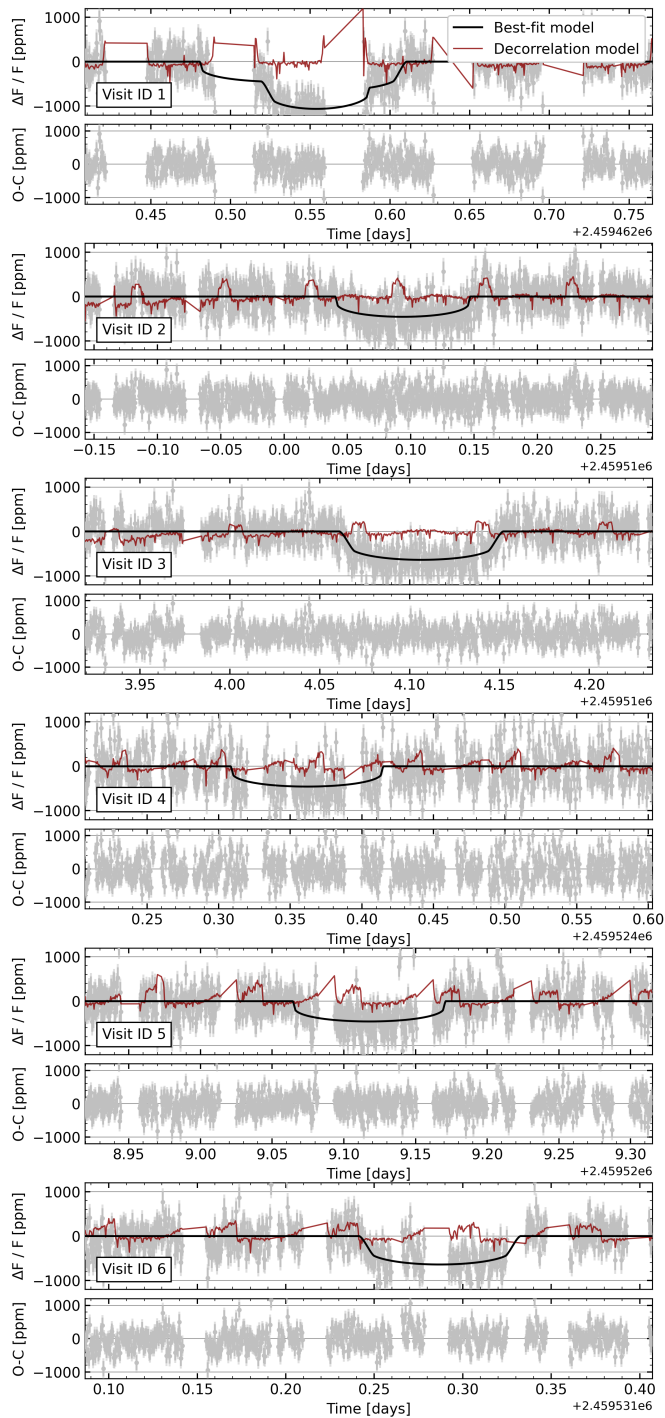 Best-fit model
Decorrelation model
1000
0
−1000
ΔF / F [ppm]
Visit ID 1
1000
0
−1000
O-C [ppm]
0.45 0.50 0.55 0.60 0.65 0.70 0.75
Time [days]
+2.459462e6
1000
0
−1000
ΔF / F [ppm]
Visit ID 2
1000
0
−1000
O-C [ppm]
−0.15 −0.10 −0.05 0.00 0.05 0.10 0.15 0.20 0.25
Time [days]
+2.45951e6
1000
0
−1000
ΔF / F [ppm]
Visit ID 3
1000
0
−1000
O-C [ppm]
3.95 4.00 4.05 4.10 4.15 4.20
Time [days]
+2.45951e6
1000
0
−1000
ΔF / F [ppm]
Visit ID 4
1000
0
−1000
O-C [ppm]
0.25 0.30 0.35 0.40 0.45 0.50 0.55 0.60
Time [days]
+2.459524e6
1000
0
−1000
ΔF / F [ppm]
Visit ID 5
1000
0
−1000
O-C [ppm]
8.95 9.00 9.05 9.10 9.15 9.20 9.25 9.30
Time [days]
+2.45952e6
1000
0
−1000
ΔF / F [ppm]
Visit ID 6
1000
0
−1000
O-C [ppm]
0.10 0.15 0.20 0.25 0.30 0.35 0.40
Time [days]
+2.459531e6